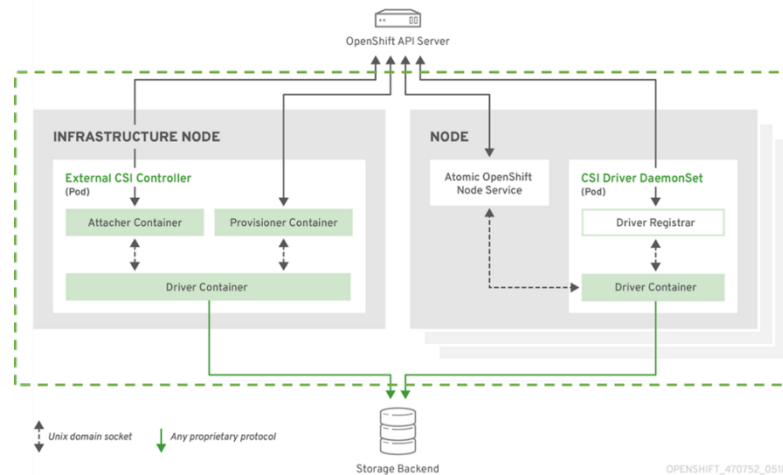 OpenShift API Server
INFRASTRUCTURE NODE
External CSI Controller
(Pod)
Attacher Container
Provisioner Container
Driver Container
NODE
Atomic OpenShift
Node Service
CSI Driver DaemonSet
(Pod)
Driver Registrar
Driver Container
Unix domain socket
Any proprietary protocol
Storage Backend
OPENSHIFT_470752_051